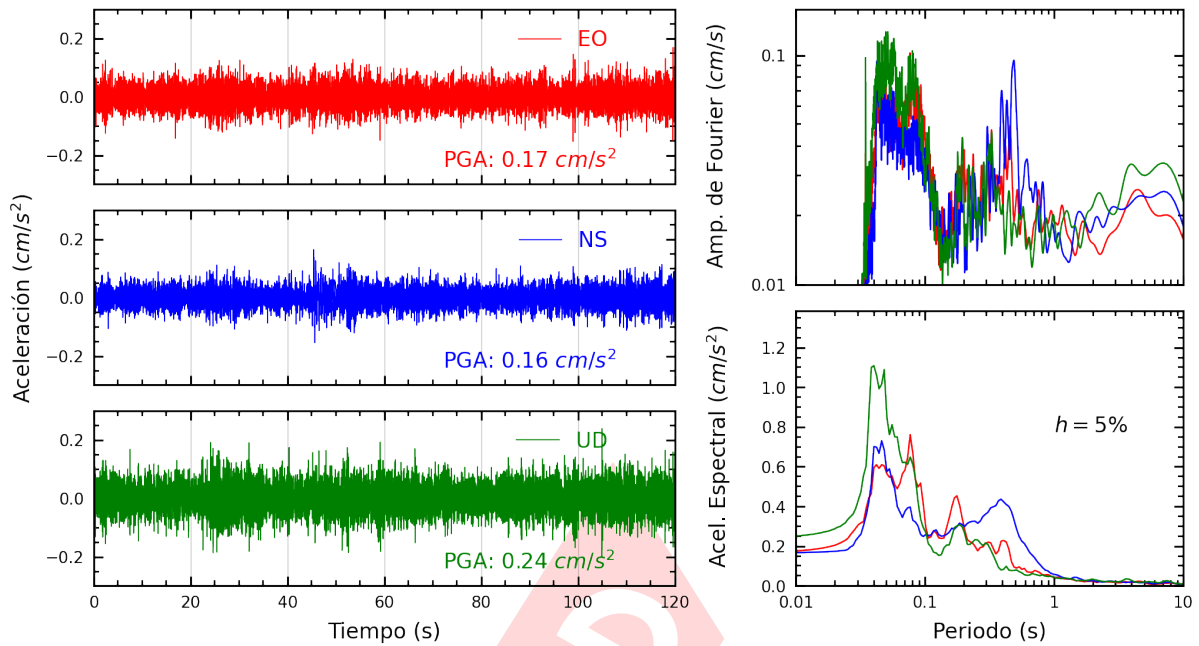 Aceleración (cm/s²)
0.2
0.0
−0.2
EO
PGA: 0.17 cm/s²
0.2
0.0
−0.2
NS
PGA: 0.16 cm/s²
0.2
0.0
−0.2
UD
PGA: 0.24 cm/s²
0 20 40 60 80 100 120
Tiempo (s)
Amp. de Fourier (cm/s)
0.1
0.01
Acel. Espectral (cm/s²)
1.2
1.0
0.8
0.6
0.4
0.2
0.0
h = 5%
0.01 0.1 1 10
Periodo (s)